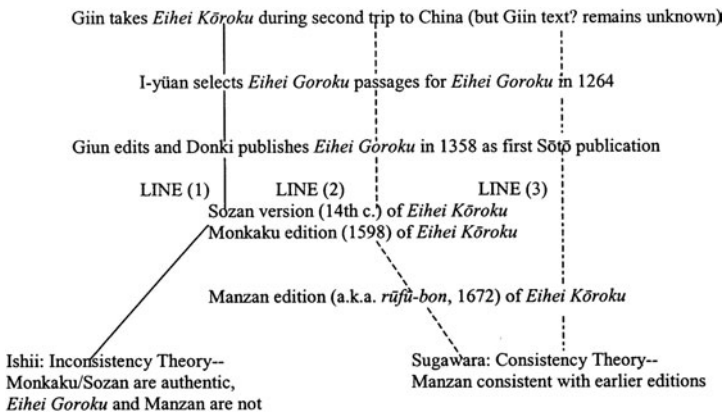 Giin takes Eihei Kōroku during second trip to China (but Giin text? remains unknown)
I-yüan selects Eihei Goroku passages for Eihei Goroku in 1264
Giun edits and Donki publishes Eihei Goroku in 1358 as first Sōtō publication
LINE (1) LINE (2) LINE (3)
Sozan version (14th c.) of Eihei Kōroku
Monkaku edition (1598) of Eihei Kōroku
Manzan edition (a.k.a. rūfū-bon, 1672) of Eihei Kōroku
Ishii: Inconsistency Theory--
Monkaku/Sozan are authentic,
Eihei Goroku and Manzan are not
Sugawara: Consistency Theory--
Manzan consistent with earlier editions